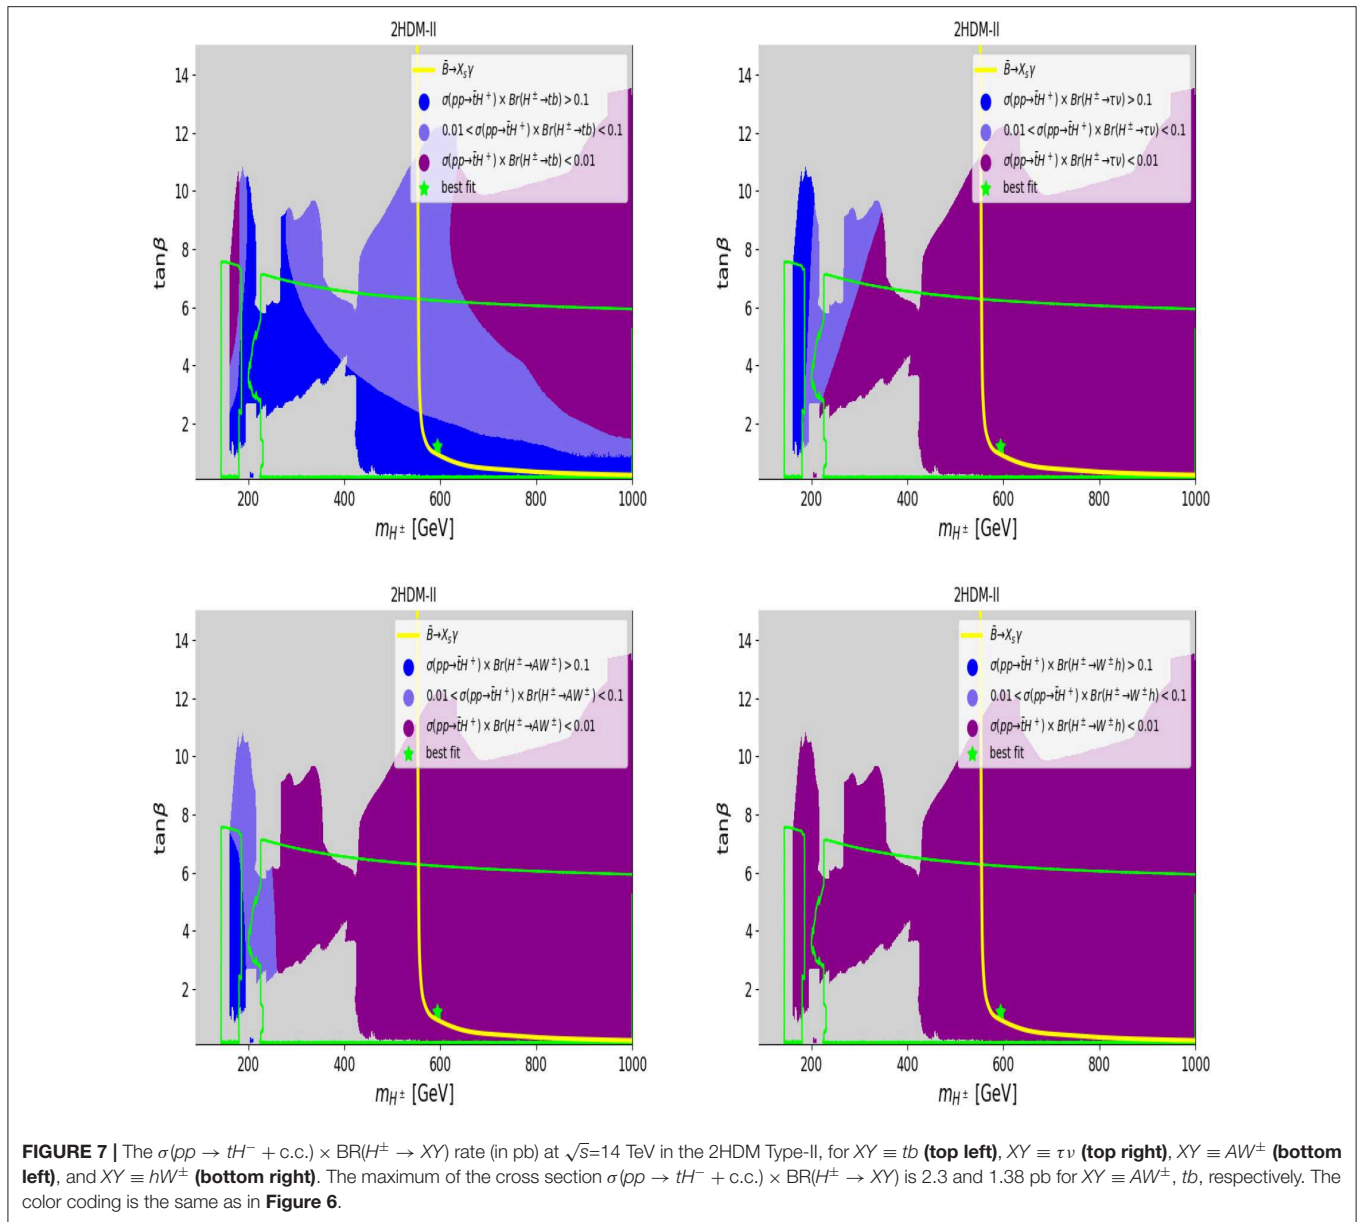 2HDM-II
B̄→X_sγ
σ(pp→t̄H⁺) × Br(H^±→tb) > 0.1
0.01 < σ(pp→t̄H⁺) × Br(H^±→tb) < 0.1
σ(pp→t̄H⁺) × Br(H^±→tb) < 0.01
best fit
14
12
10
8
6
4
2
tanβ
200 400 600 800 1000
m_H± [GeV]
2HDM-II
B̄→X_sγ
σ(pp→t̄H⁺) × Br(H^±→τν) > 0.1
0.01 < σ(pp→t̄H⁺) × Br(H^±→τν) < 0.1
σ(pp→t̄H⁺) × Br(H^±→τν) < 0.01
best fit
14
12
10
8
6
4
2
tanβ
200 400 600 800 1000
m_H± [GeV]
2HDM-II
B̄→X_sγ
σ(pp→t̄H⁺) × Br(H^±→AW^±) > 0.1
0.01 < σ(pp→t̄H⁺) × Br(H^±→AW^±) < 0.1
σ(pp→t̄H⁺) × Br(H^±→AW^±) < 0.01
best fit
14
12
10
8
6
4
2
tanβ
200 400 600 800 1000
m_H± [GeV]
2HDM-II
B̄→X_sγ
σ(pp→t̄H⁺) × Br(H^±→W^±h) > 0.1
0.01 < σ(pp→t̄H⁺) × Br(H^±→W^±h) < 0.1
σ(pp→t̄H⁺) × Br(H^±→W^±h) < 0.01
best fit
14
12
10
8
6
4
2
tanβ
200 400 600 800 1000
m_H± [GeV]
FIGURE 7 | The σ(pp → tH⁻ + c.c.) × BR(H^± → XY) rate (in pb) at √s=14 TeV in the 2HDM Type-II, for XY ≡ tb (top left), XY ≡ τν (top right), XY ≡ AW^± (bottom
left), and XY ≡ hW^± (bottom right). The maximum of the cross section σ(pp → tH⁻ + c.c.) × BR(H^± → XY) is 2.3 and 1.38 pb for XY ≡ AW^±, tb, respectively. The
color coding is the same as in Figure 6.